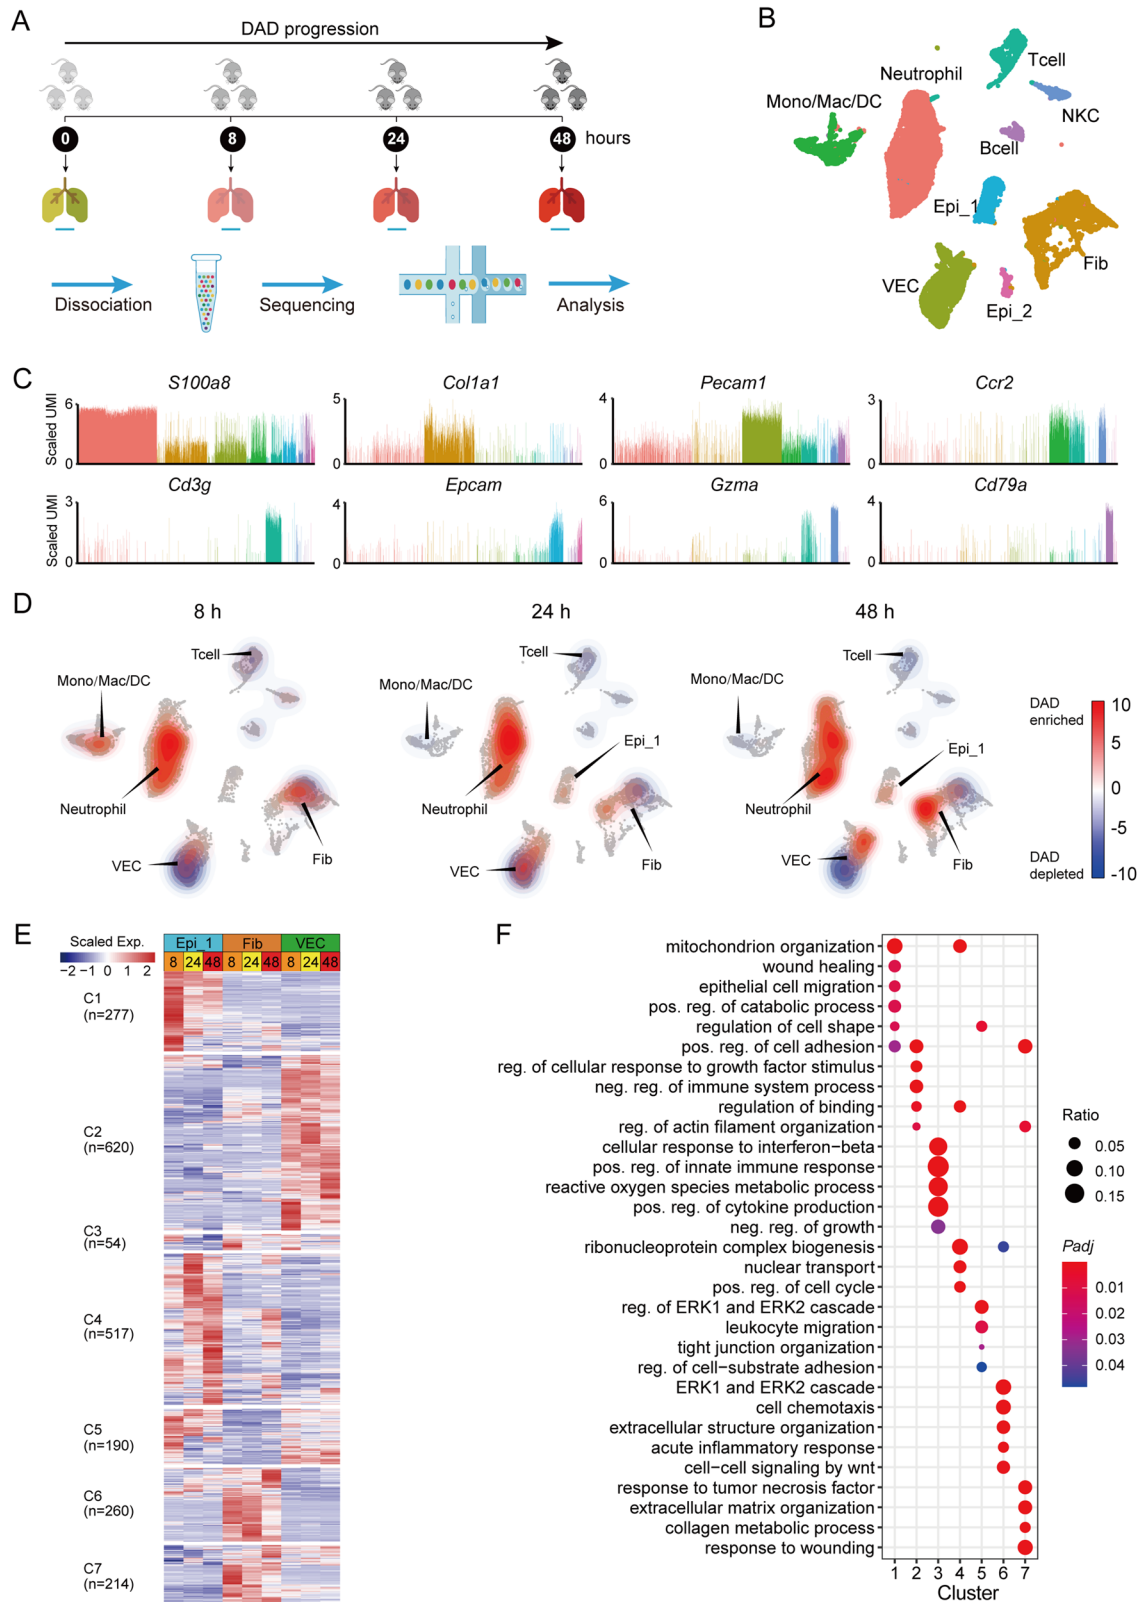 A
DAD progression
0
8
24
48
hours
Dissociation
Sequencing
Analysis
B
Tcell
Neutrophil
Mono/Mac/DC
NKC
Bcell
Epi_1
Fib
VEC
Epi_2
C
S100a8
Col1a1
Pecam1
Ccr2
Scaled UMI
6
0
5
0
4
0
3
0
Cd3g
Epcam
Gzma
Cd79a
Scaled UMI
3
0
4
2
0
6
0
4
2
0
D
8 h
24 h
48 h
Tcell
Mono/Mac/DC
Neutrophil
VEC
Fib
Tcell
Mono/Mac/DC
Epi_1
Neutrophil
VEC
Fib
Tcell
Mono/Mac/DC
Epi_1
Neutrophil
VEC
Fib
DAD enriched
DAD depleted
10
5
0
-5
-10
E
Scaled Exp.
−2 −1 0 1 2
Epi_1 Fib VEC
8 24 48 8 24 48 8 24 48
C1
(n=277)
C2
(n=620)
C3
(n=54)
C4
(n=517)
C5
(n=190)
C6
(n=260)
C7
(n=214)
F
mitochondrion organization
wound healing
epithelial cell migration
pos. reg. of catabolic process
regulation of cell shape
pos. reg. of cell adhesion
reg. of cellular response to growth factor stimulus
neg. reg. of immune system process
regulation of binding
reg. of actin filament organization
cellular response to interferon−beta
pos. reg. of innate immune response
reactive oxygen species metabolic process
pos. reg. of cytokine production
neg. reg. of growth
ribonucleoprotein complex biogenesis
nuclear transport
pos. reg. of cell cycle
reg. of ERK1 and ERK2 cascade
leukocyte migration
tight junction organization
reg. of cell−substrate adhesion
ERK1 and ERK2 cascade
cell chemotaxis
extracellular structure organization
acute inflammatory response
cell−cell signaling by wnt
response to tumor necrosis factor
extracellular matrix organization
collagen metabolic process
response to wounding
1 2 3 4 5 6 7
Cluster
Ratio
0.05
0.10
0.15
Padj
0.01
0.02
0.03
0.04